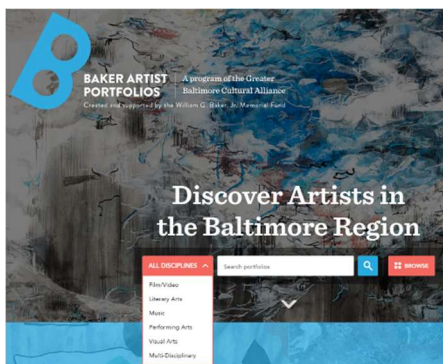 B
BAKER ARTIST
PORTFOLIOS
A program of the Greater
Baltimore Cultural Alliance
Created and supported by the William G. Baker, Jr. Memorial Fund
Discover Artists in
the Baltimore Region
ALL DISCIPLINES
Search portfolios
BROWSE
Film/Video
Literary Arts
Music
Performing Arts
Visual Arts
Multi-Disciplinary